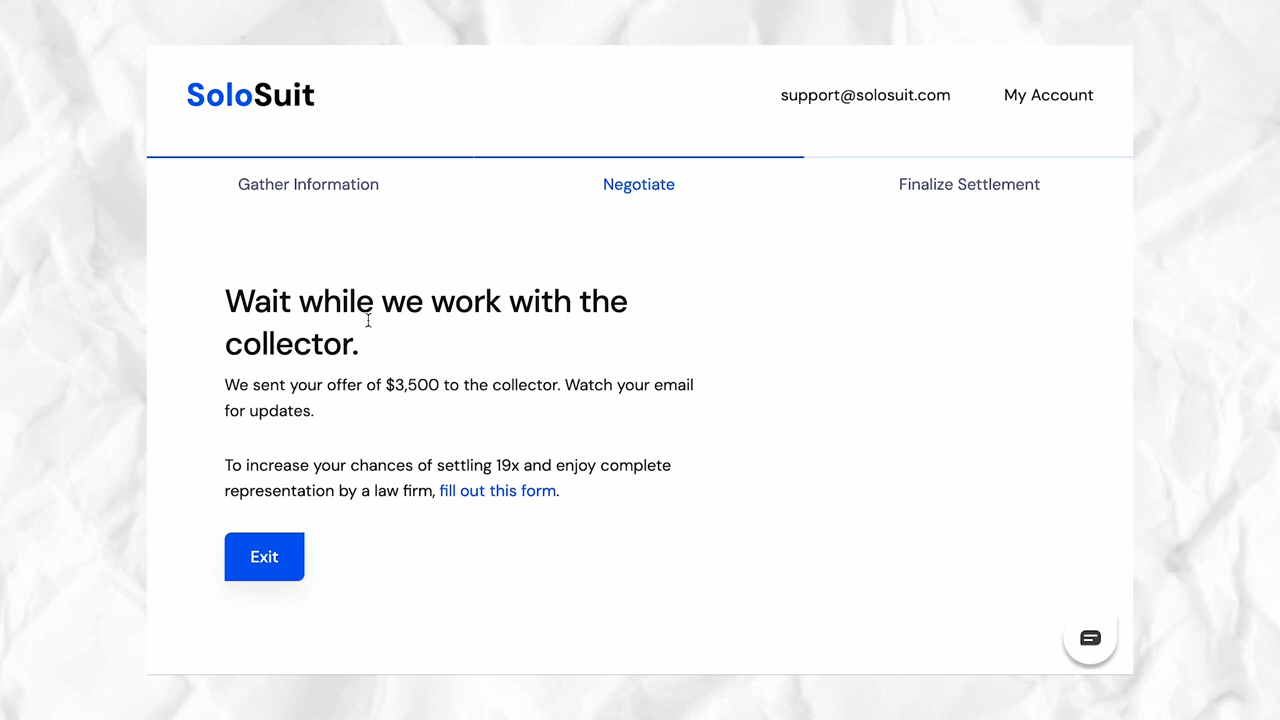 SoloSuit
support@solosuit.com
My Account
Gather Information
Negotiate
Finalize Settlement
Wait while we work with the
collector.
We sent your offer of $3,500 to the collector. Watch your email
for updates.
To increase your chances of settling 19x and enjoy complete
representation by a law firm, fill out this form.
Exit